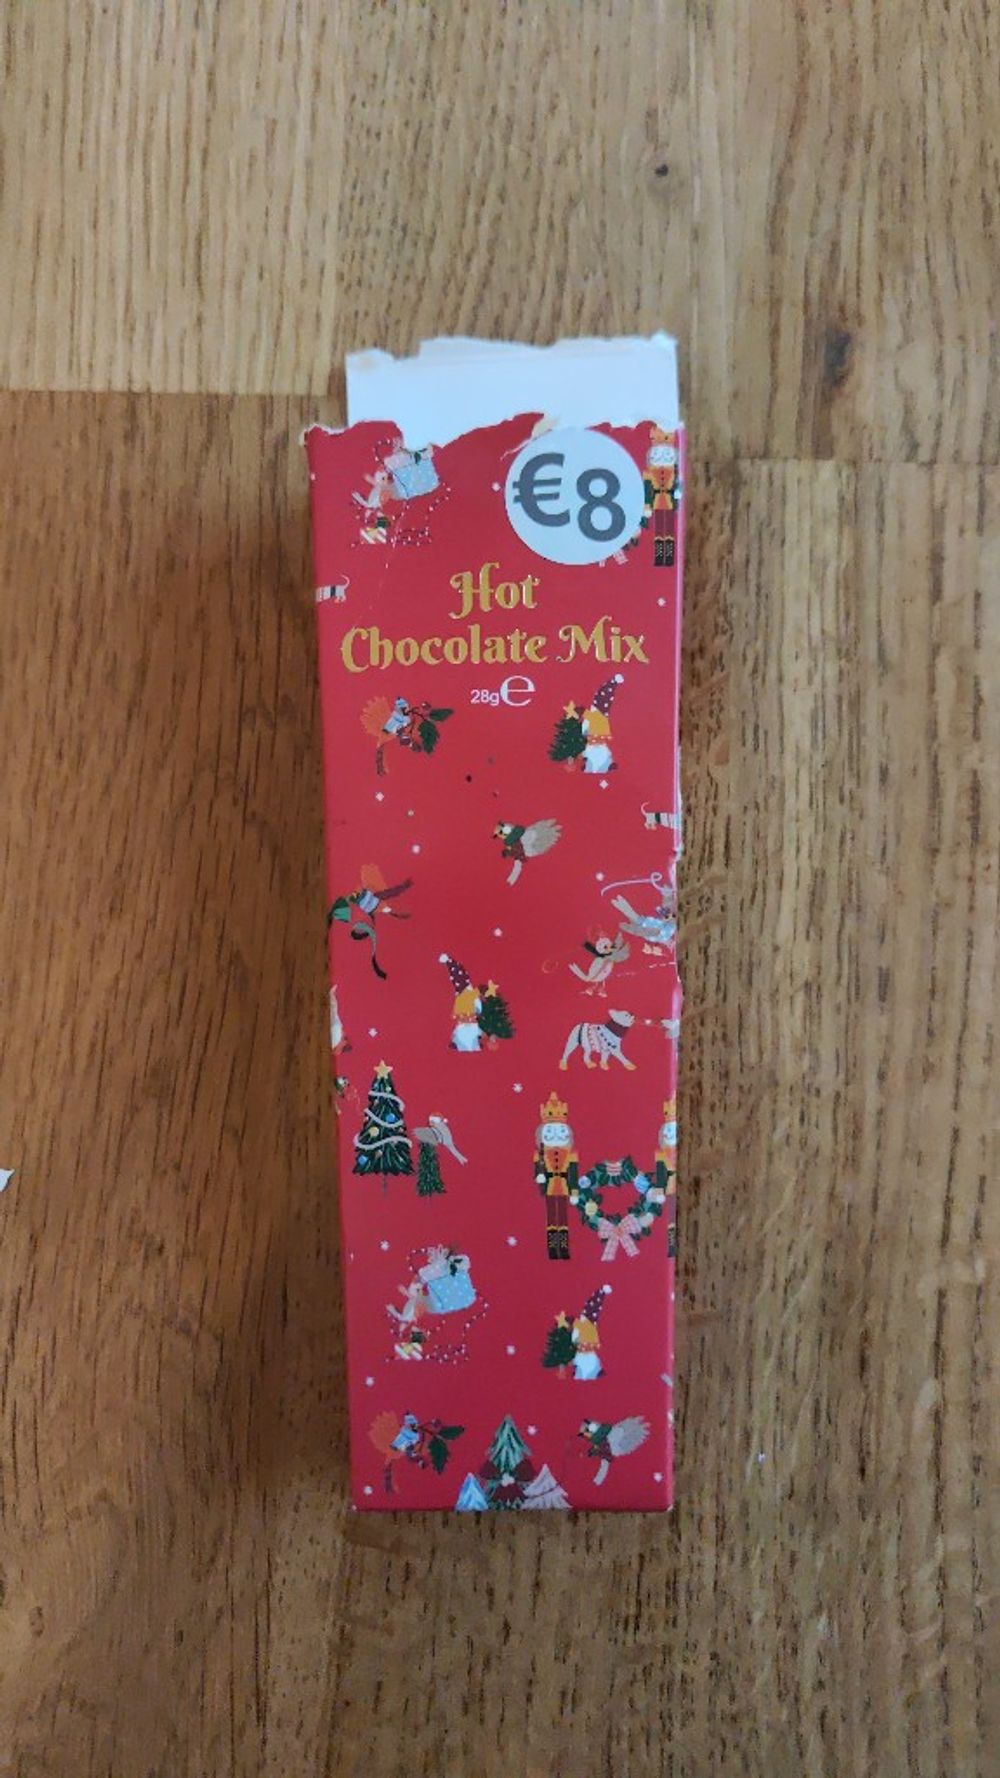 €8
Hot
Chocolate Mix
28g℮